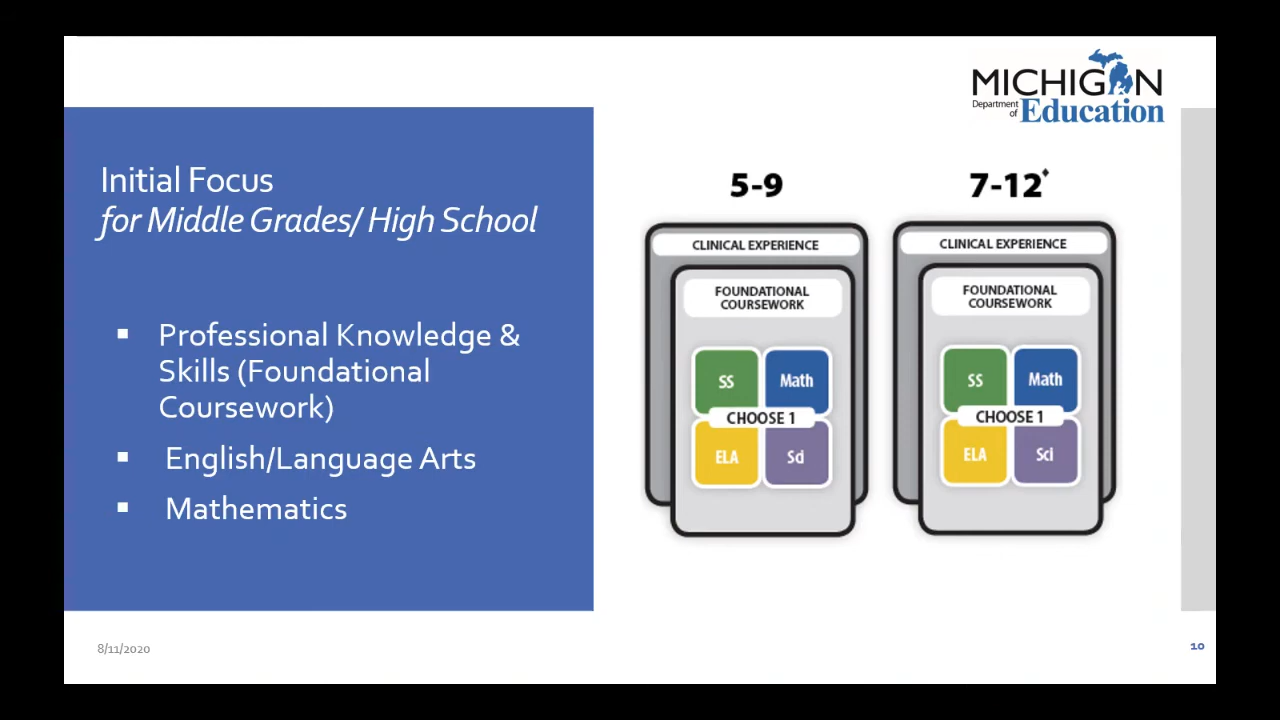 MICHIGAN
Department
of Education
Initial Focus
for Middle Grades/ High School
▪ Professional Knowledge &
Skills (Foundational
Coursework)
▪ English/Language Arts
▪ Mathematics
5-9
CLINICAL EXPERIENCE
FOUNDATIONAL
COURSEWORK
SS Math
CHOOSE 1
ELA Sci
7-12♦
CLINICAL EXPERIENCE
FOUNDATIONAL
COURSEWORK
SS Math
CHOOSE 1
ELA Sci
8/11/2020
10